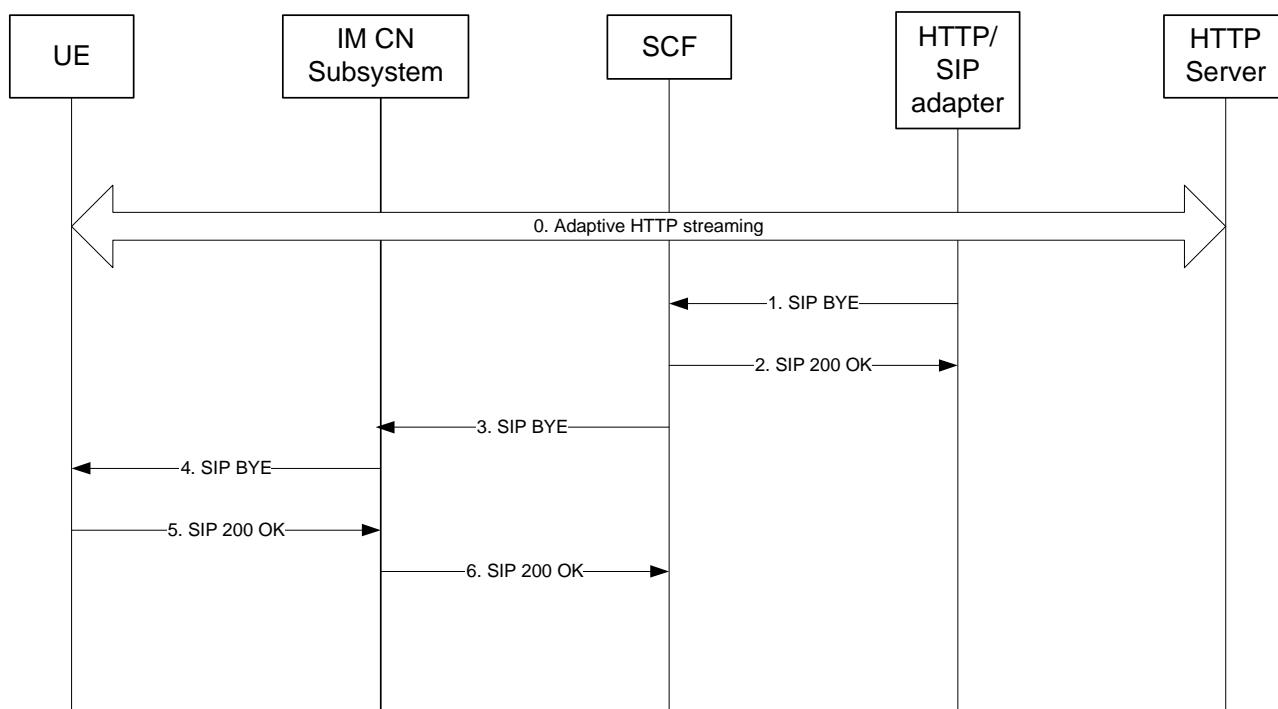 UE
IM CN
Subsystem
SCF
HTTP/
SIP
adapter
HTTP
Server
0. Adaptive HTTP streaming
1. SIP BYE
2. SIP 200 OK
3. SIP BYE
4. SIP BYE
5. SIP 200 OK
6. SIP 200 OK